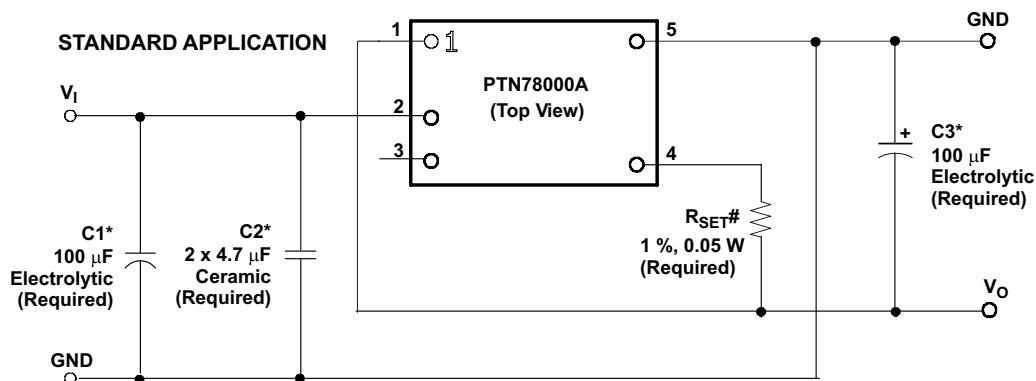 STANDARD APPLICATION
1
1
5
GND
PTN78000A
(Top View)
VI
2
3
4
+
C3*
100 μF
Electrolytic
(Required)
RSET#
1 %, 0.05 W
(Required)
C1*
100 μF
Electrolytic
(Required)
C2*
2 x 4.7 μF
Ceramic
(Required)
VO
GND